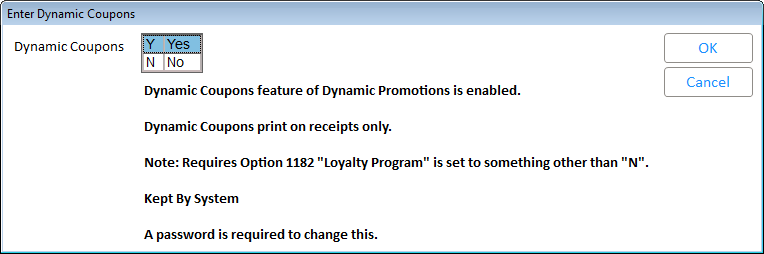 Enter Dynamic Coupons
Dynamic Coupons
Y Yes
N No
OK
Cancel
Dynamic Coupons feature of Dynamic Promotions is enabled.
Dynamic Coupons print on receipts only.
Note: Requires Option 1182 "Loyalty Program" is set to something other than "N".
Kept By System
A password is required to change this.